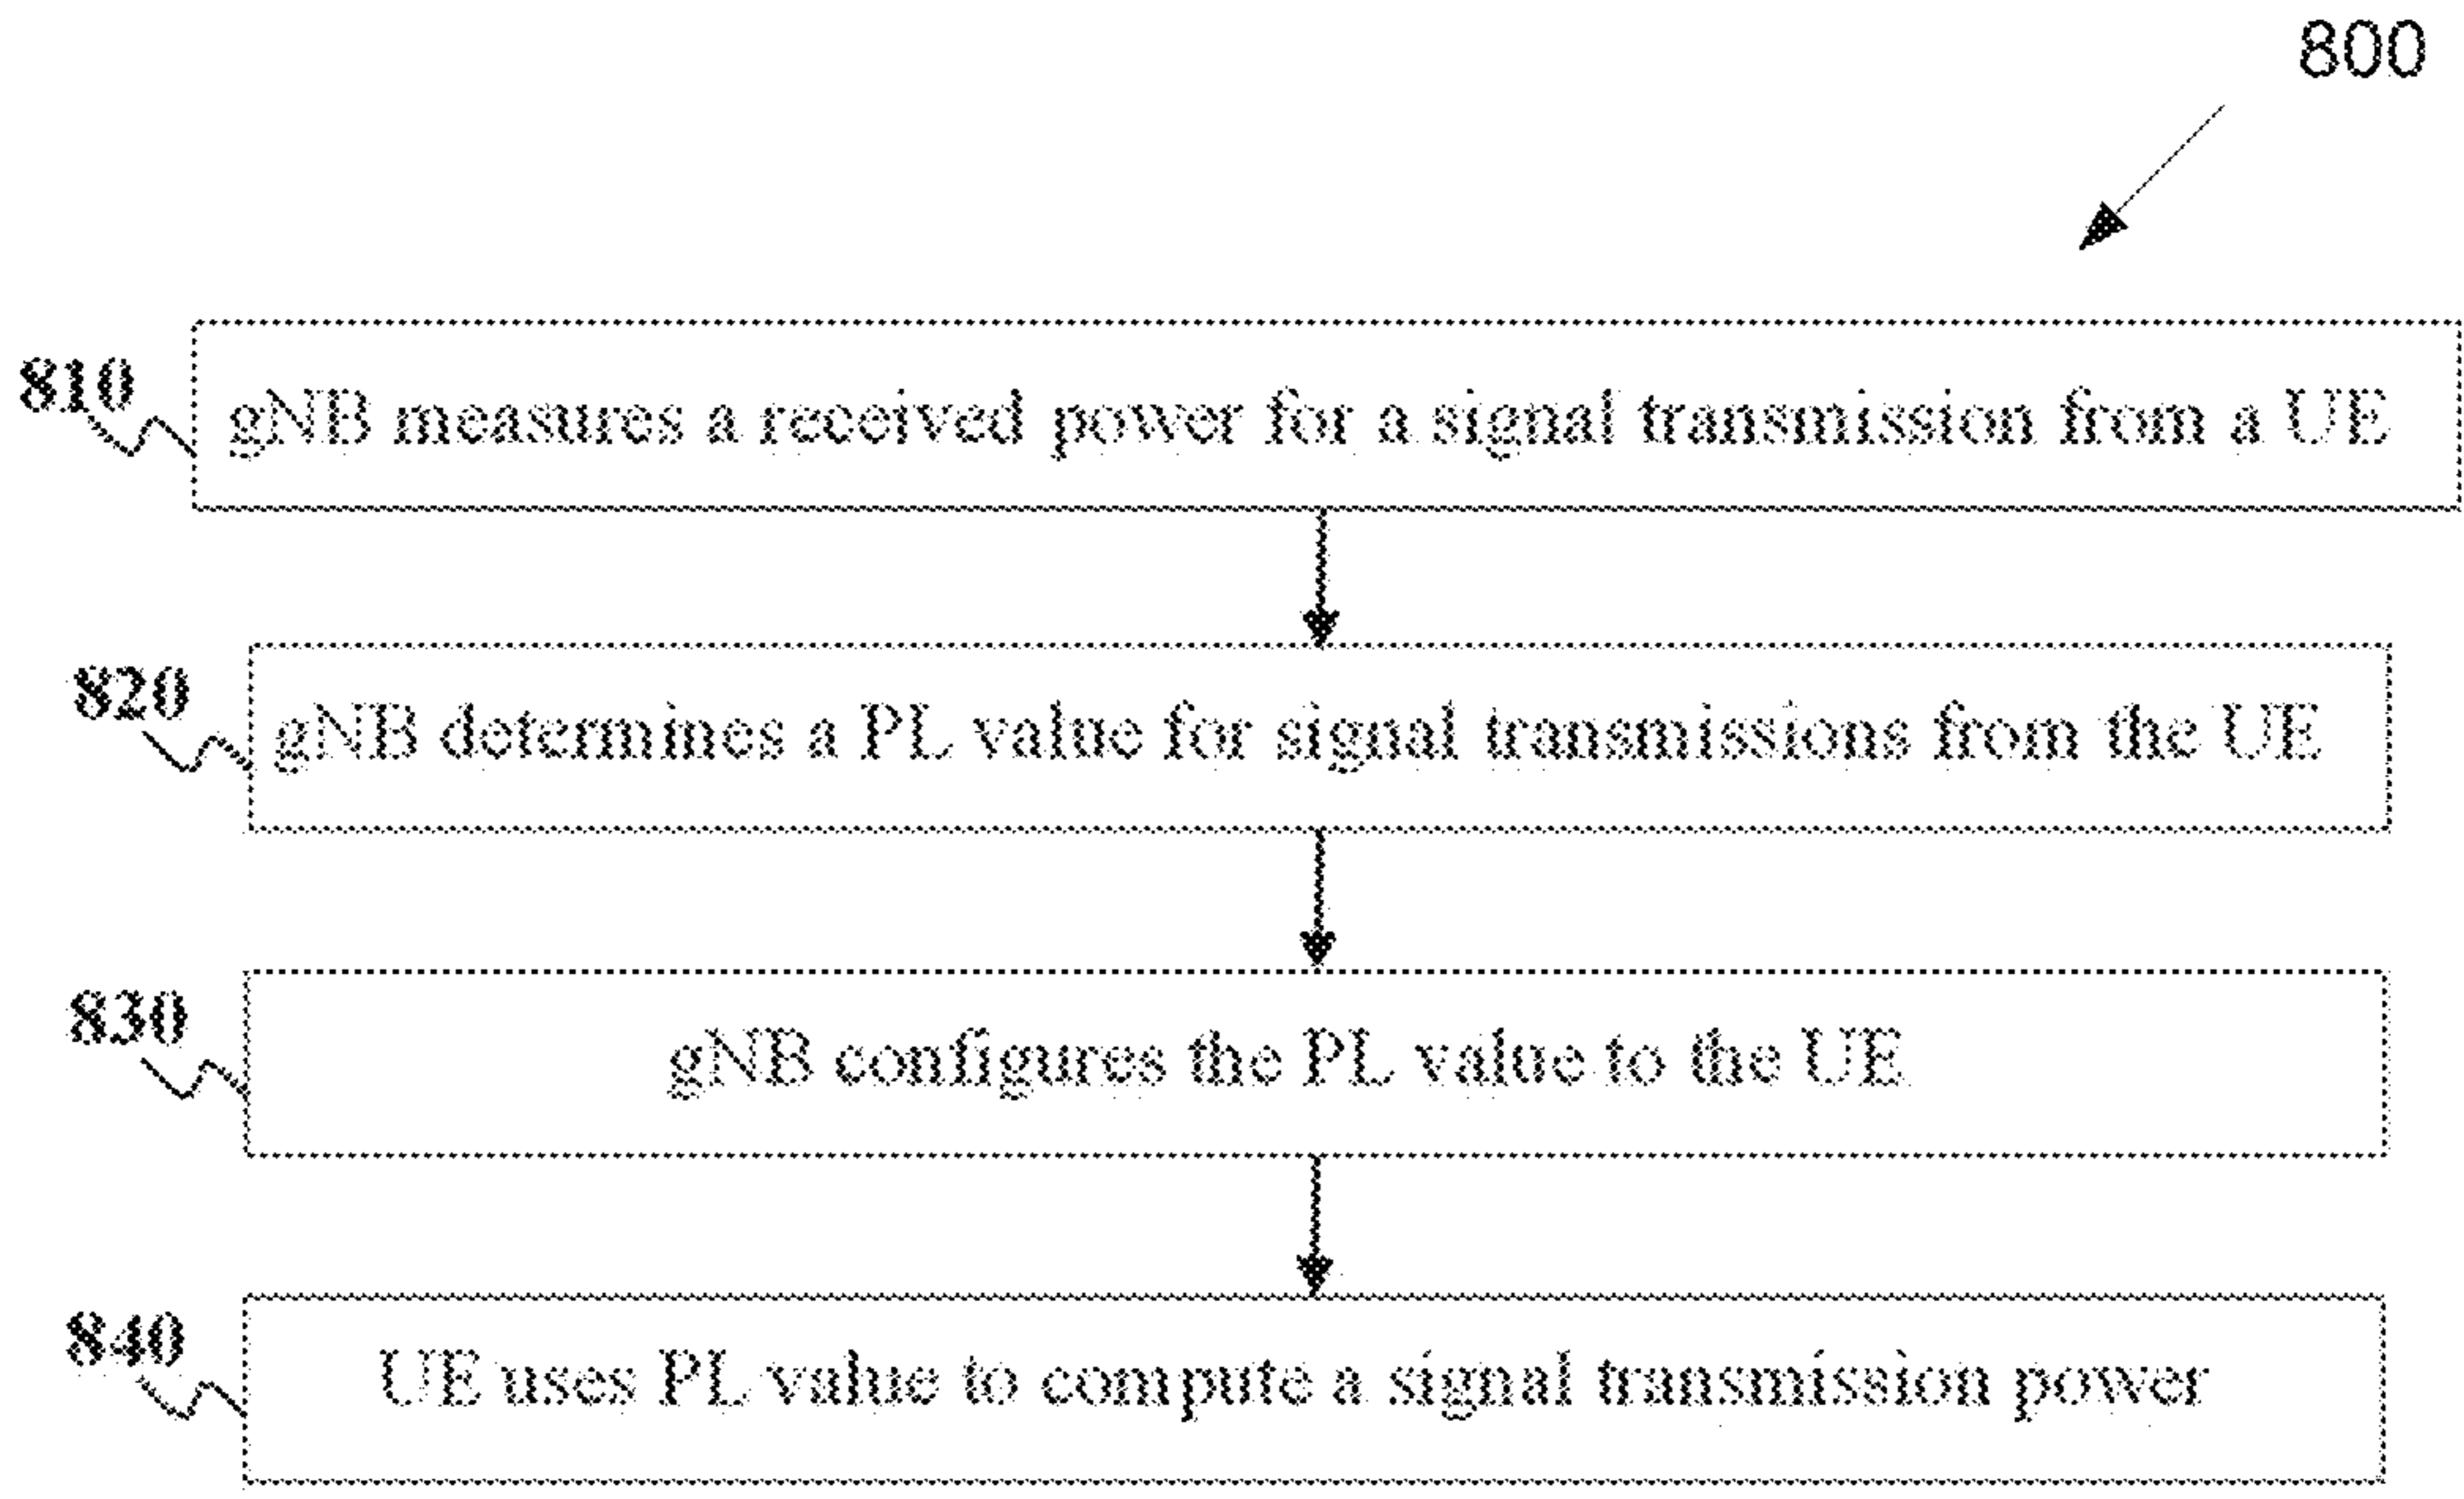 800
810
gNB measures a received power for a signal transmission from a UE
820
gNB determines a PL value for signal transmissions from the UE
830
gNB configures the PL value to the UE
840
UE uses PL value to compute a signal transmission power